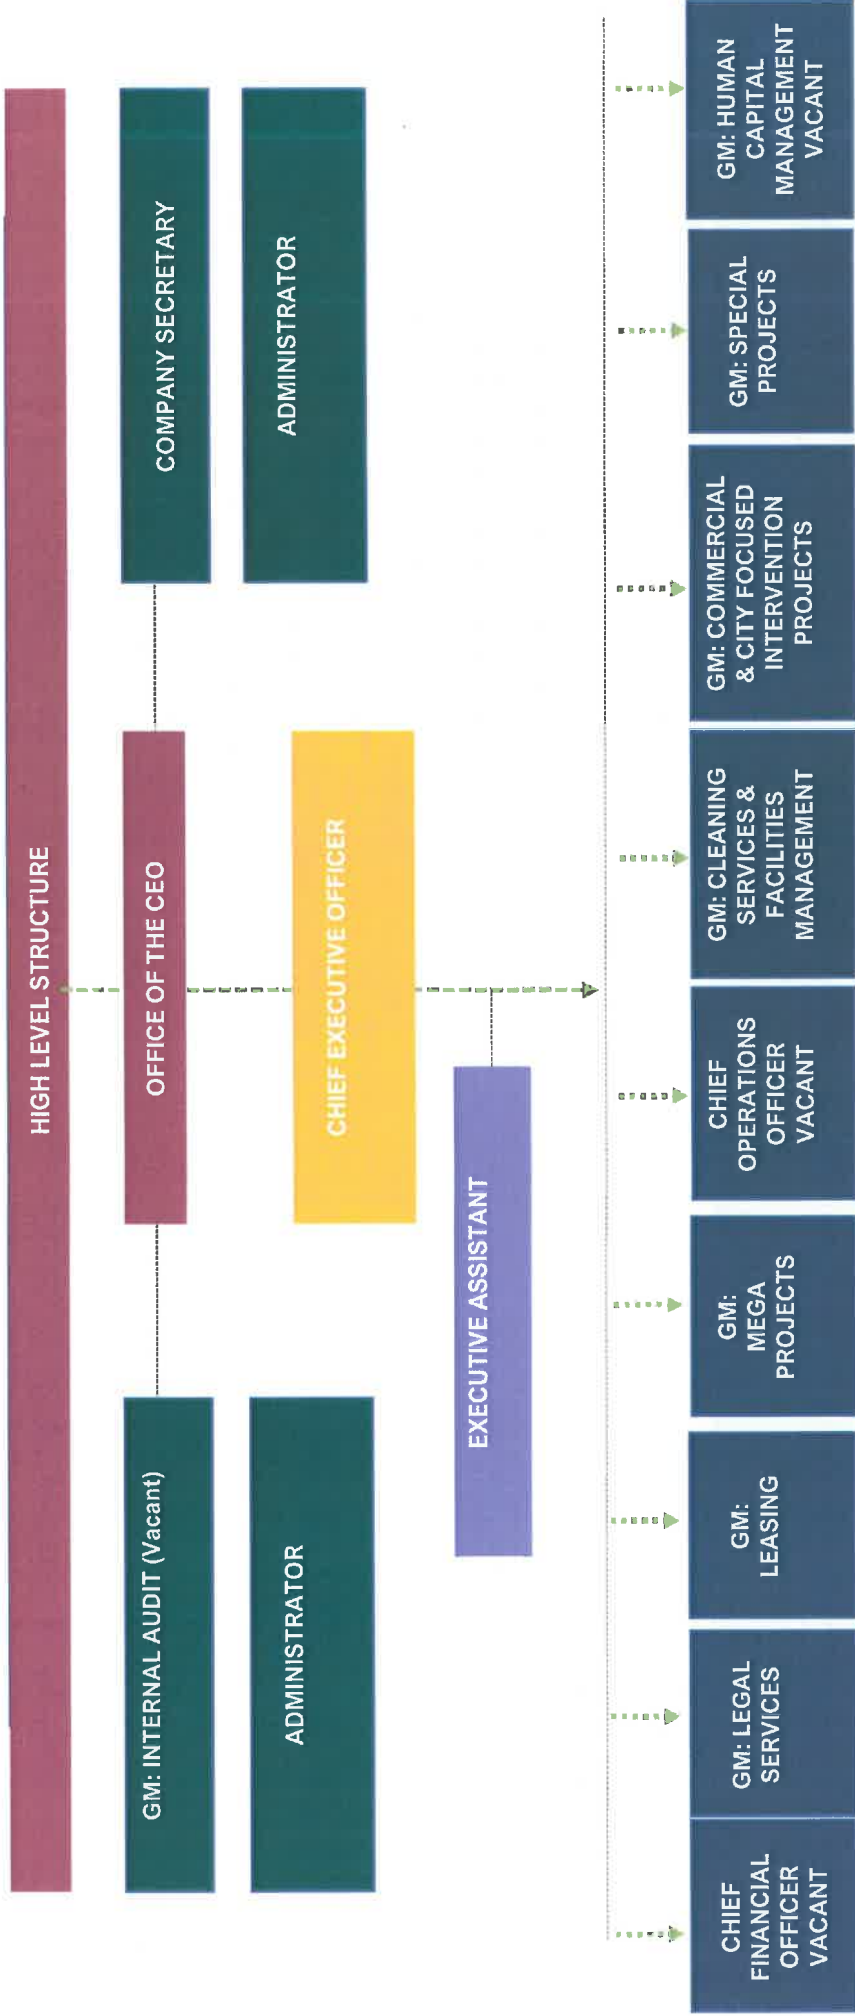 HIGH LEVEL STRUCTURE
GM: INTERNAL AUDIT (Vacant)
OFFICE OF THE CEO
COMPANY SECRETARY
ADMINISTRATOR
CHIEF EXECUTIVE OFFICER
ADMINISTRATOR
EXECUTIVE ASSISTANT
CHIEF
FINANCIAL
OFFICER
VACANT
GM: LEGAL
SERVICES
GM:
LEASING
GM:
MEGA
PROJECTS
CHIEF
OPERATIONS
OFFICER
VACANT
GM: CLEANING
SERVICES &
FACILITIES
MANAGEMENT
GM: COMMERCIAL
& CITY FOCUSED
INTERVENTION
PROJECTS
GM: SPECIAL
PROJECTS
GM: HUMAN
CAPITAL
MANAGEMENT
VACANT